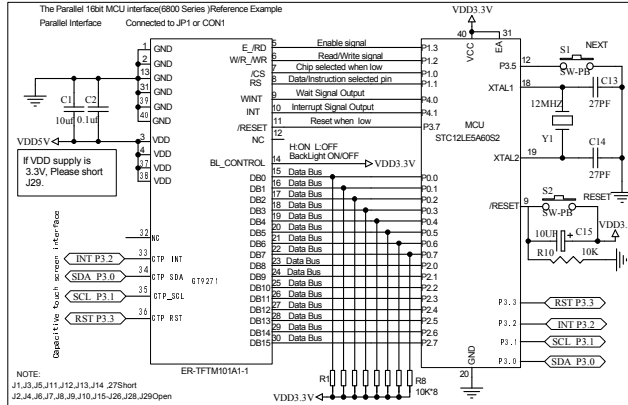 The Parallel 16bit MCU interface(6800 Series )Reference Example
Parallel Interface Connected to JP1 or CON1
VDD3.3V
1 GND
2 GND
13 GND
31 GND
39 GND
40 GND
3 VDD
4 VDD
37 VDD
38 VDD
C1 10uf
C2 0.1uf
VDD5V
If VDD supply is
3.3V, Please short
J29.
E_/RD 5 Enable signal P1.3
W/R_/WR 6 Read/Write signal P1.2
/CS 7 Chip selected when low P1.0
RS 8 Data/Instruction selected pin P1.1
WINT 9 Wait Signal Output P4.0
INT 10 Interrupt Signal Output P4.1
/RESET 11 Reset when low P3.7
NC 12
H:ON L:OFF
BL_CONTROL 14 BackLight ON/OFF VDD3.3V
DB0 15 Data Bus P0.0
DB1 16 Data Bus P0.1
DB2 17 Data Bus P0.2
DB3 18 Data Bus P0.3
DB4 19 Data Bus P0.4
DB5 20 Data Bus P0.5
DB6 21 Data Bus P0.6
DB7 22 Data Bus P0.7
DB8 23 Data Bus P2.0
DB9 24 Data Bus P2.1
DB10 25 Data Bus P2.2
DB11 26 Data Bus P2.3
DB12 27 Data Bus P2.4
DB13 28 Data Bus P2.5
DB14 29 Data Bus P2.6
DB15 30 Data Bus P2.7
32 NC
INT P3.2 33 CTP INT
SDA P3.0 34 CTP SDA
SCL P3.1 35 CTP_SCL
RST P3.3 36 CTP RST
GT9271
Capacitive touch screen interface
ER-TFTM101A1-1
R1
R8
10K*8
VDD3.3V
40 VCC
31 EA
MCU
STC12LE5A60S2
P3.5 12
S1 NEXT
SW-PB
XTAL1 18
C13
27PF
12MHZ
Y1
XTAL2 19
C14
27PF
S2 RESET
SW-PB
/RESET 9
10UF + C15
VDD3.
R10 10K
P3.3 RST P3.3
P3.2 INT P3.2
P3.1 SCL P3.1
P3.0 SDA P3.0
GND
20
NOTE:
J1,J3,J5,J11,J12,J13,J14 ,27Short
J2,J4,J6,J7,J8,J9,J10,J15-J26,J28,J29Open